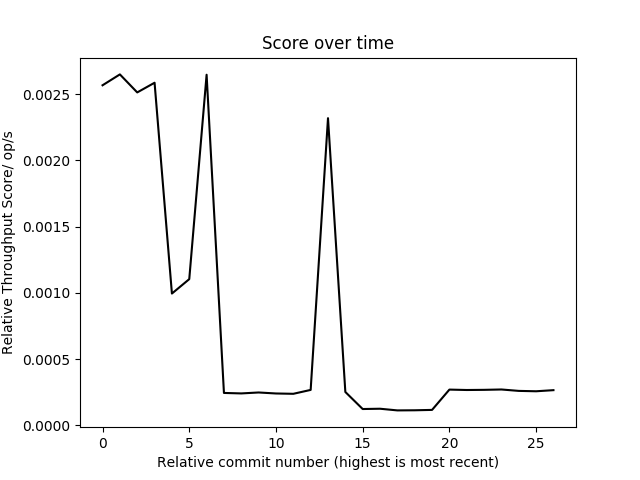 Score over time
Relative Throughput Score/ op/s
0.0025
0.0020
0.0015
0.0010
0.0005
0.0000
0 5 10 15 20 25
Relative commit number (highest is most recent)